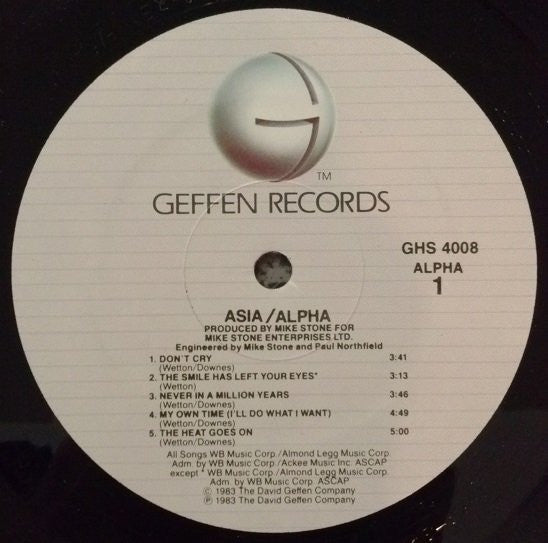 G
TM
GEFFEN RECORDS
GHS 4008
ALPHA
1
ASIA/ALPHA
PRODUCED BY MIKE STONE FOR
MIKE STONE ENTERPRISES LTD.
Engineered by Mike Stone and Paul Northfield
1. DON'T CRY 3:41
(Wetton/Downes)
2. THE SMILE HAS LEFT YOUR EYES* 3:13
(Wetton)
3. NEVER IN A MILLION YEARS 3:46
(Wetton/Downes)
4. MY OWN TIME (I'LL DO WHAT I WANT) 4:49
(Wetton/Downes)
5. THE HEAT GOES ON 5:00
(Wetton/Downes)
All Songs WB Music Corp./Almond Legg Music Corp.
Adm. by WB Music Corp./Ackee Music Inc. ASCAP
except * WB Music Corp./Almond Legg Music Corp.
Adm. by WB Music Corp. ASCAP
© 1983 The David Geffen Company
℗ 1983 The David Geffen Company